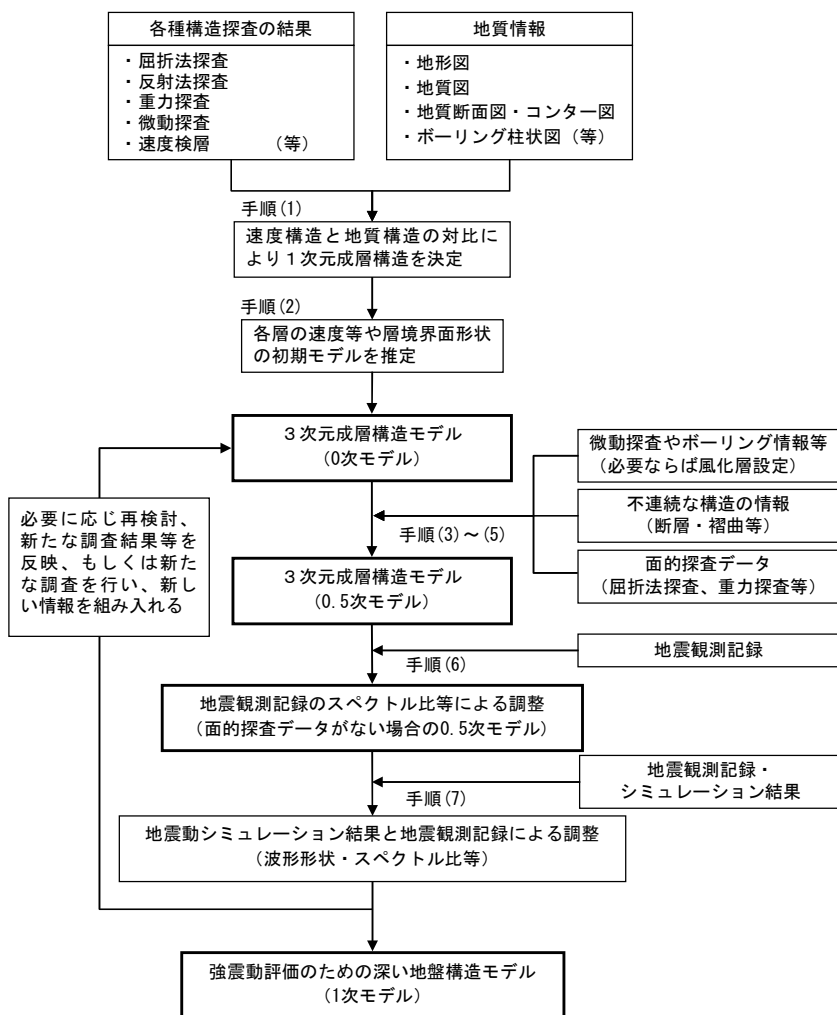 各種構造探査の結果
・屈折法探査
・反射法探査
・重力探査
・微動探査
・速度検層　　　（等）
地質情報
・地形図
・地質図
・地質断面図・コンター図
・ボーリング柱状図（等）
手順(1)
速度構造と地質構造の対比に
より１次元成層構造を決定
手順(2)
各層の速度等や層境界面形状
の初期モデルを推定
３次元成層構造モデル
(0次モデル)
微動探査やボーリング情報等
（必要ならば風化層設定）
不連続な構造の情報
（断層・褶曲等）
面的探査データ
（屈折法探査、重力探査等）
手順(3)～(5)
必要に応じ再検討、
新たな調査結果等を
反映、もしくは新た
な調査を行い、新し
い情報を組み入れる
３次元成層構造モデル
(0.5次モデル)
地震観測記録
手順(6)
地震観測記録のスペクトル比等による調整
(面的探査データがない場合の0.5次モデル)
地震観測記録・
シミュレーション結果
手順(7)
地震動シミュレーション結果と地震観測記録による調整
（波形形状・スペクトル比等）
強震動評価のための深い地盤構造モデル
(1次モデル)